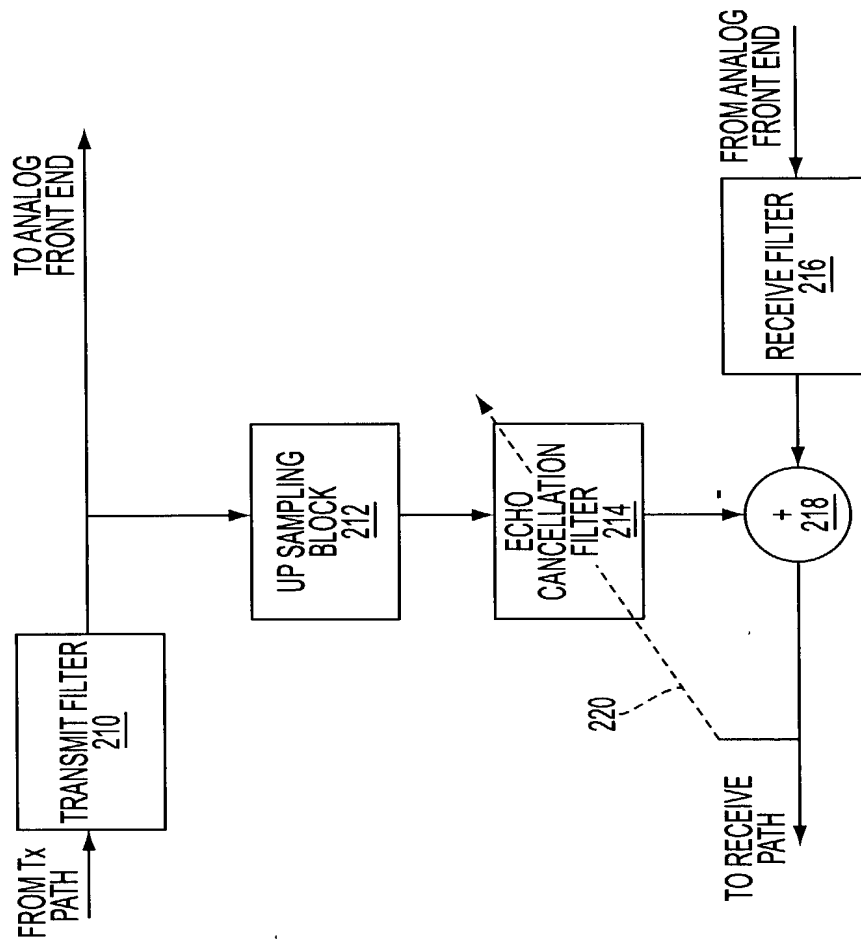 FROM Tx
PATH
TRANSMIT FILTER
210
TO ANALOG
FRONT END
UP SAMPLING
BLOCK
212
ECHO
CANCELLATION
FILTER
214
220
-
TO RECEIVE
PATH
+
218
RECEIVE FILTER
216
FROM ANALOG
FRONT END